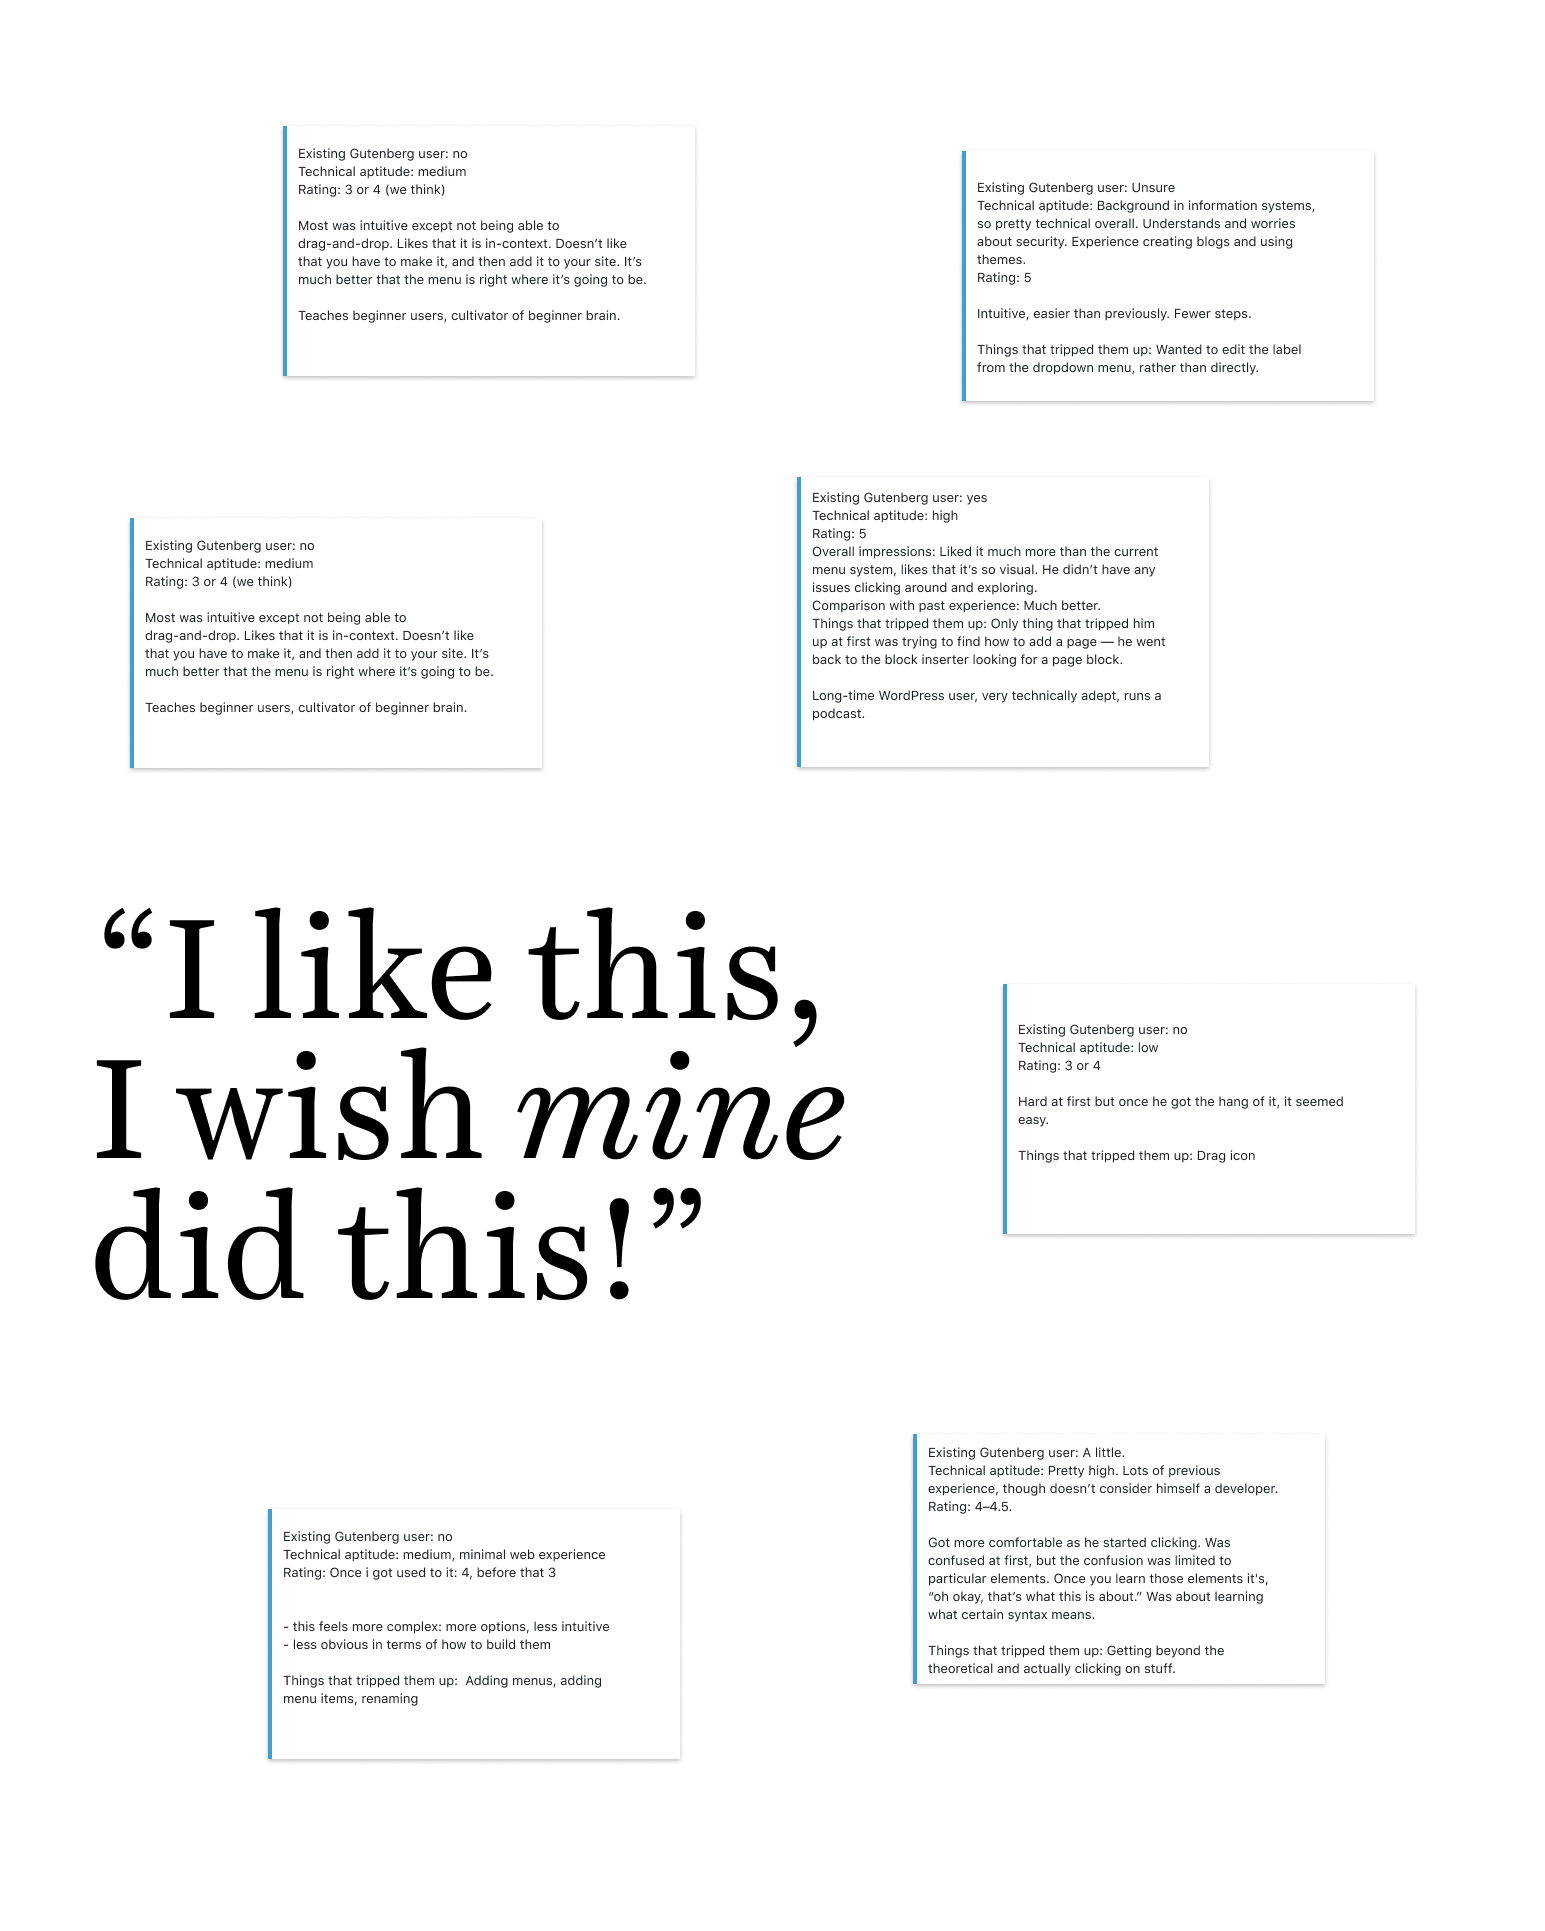 Existing Gutenberg user: no
Technical aptitude: medium
Rating: 3 or 4 (we think)
Most was intuitive except not being able to
drag-and-drop. Likes that it is in-context. Doesn’t like
that you have to make it, and then add it to your site. It’s
much better that the menu is right where it’s going to be.
Teaches beginner users, cultivator of beginner brain.
Existing Gutenberg user: Unsure
Technical aptitude: Background in information systems,
so pretty technical overall. Understands and worries
about security. Experience creating blogs and using
themes.
Rating: 5
Intuitive, easier than previously. Fewer steps.
Things that tripped them up: Wanted to edit the label
from the dropdown menu, rather than directly.
Existing Gutenberg user: no
Technical aptitude: medium
Rating: 3 or 4 (we think)
Most was intuitive except not being able to
drag-and-drop. Likes that it is in-context. Doesn’t like
that you have to make it, and then add it to your site. It’s
much better that the menu is right where it’s going to be.
Teaches beginner users, cultivator of beginner brain.
Existing Gutenberg user: yes
Technical aptitude: high
Rating: 5
Overall impressions: Liked it much more than the current
menu system, likes that it’s so visual. He didn’t have any
issues clicking around and exploring.
Comparison with past experience: Much better.
Things that tripped them up: Only thing that tripped him
up at first was trying to find how to add a page — he went
back to the block inserter looking for a page block.
Long-time WordPress user, very technically adept, runs a
podcast.
“I like this,
I wish mine
did this!”
Existing Gutenberg user: no
Technical aptitude: low
Rating: 3 or 4
Hard at first but once he got the hang of it, it seemed
easy.
Things that tripped them up: Drag icon
Existing Gutenberg user: no
Technical aptitude: medium, minimal web experience
Rating: Once i got used to it: 4, before that 3
- this feels more complex: more options, less intuitive
- less obvious in terms of how to build them
Things that tripped them up:  Adding menus, adding
menu items, renaming
Existing Gutenberg user: A little.
Technical aptitude: Pretty high. Lots of previous
experience, though doesn’t consider himself a developer.
Rating: 4–4.5.
Got more comfortable as he started clicking. Was
confused at first, but the confusion was limited to
particular elements. Once you learn those elements it's,
“oh okay, that’s what this is about.” Was about learning
what certain syntax means.
Things that tripped them up: Getting beyond the
theoretical and actually clicking on stuff.